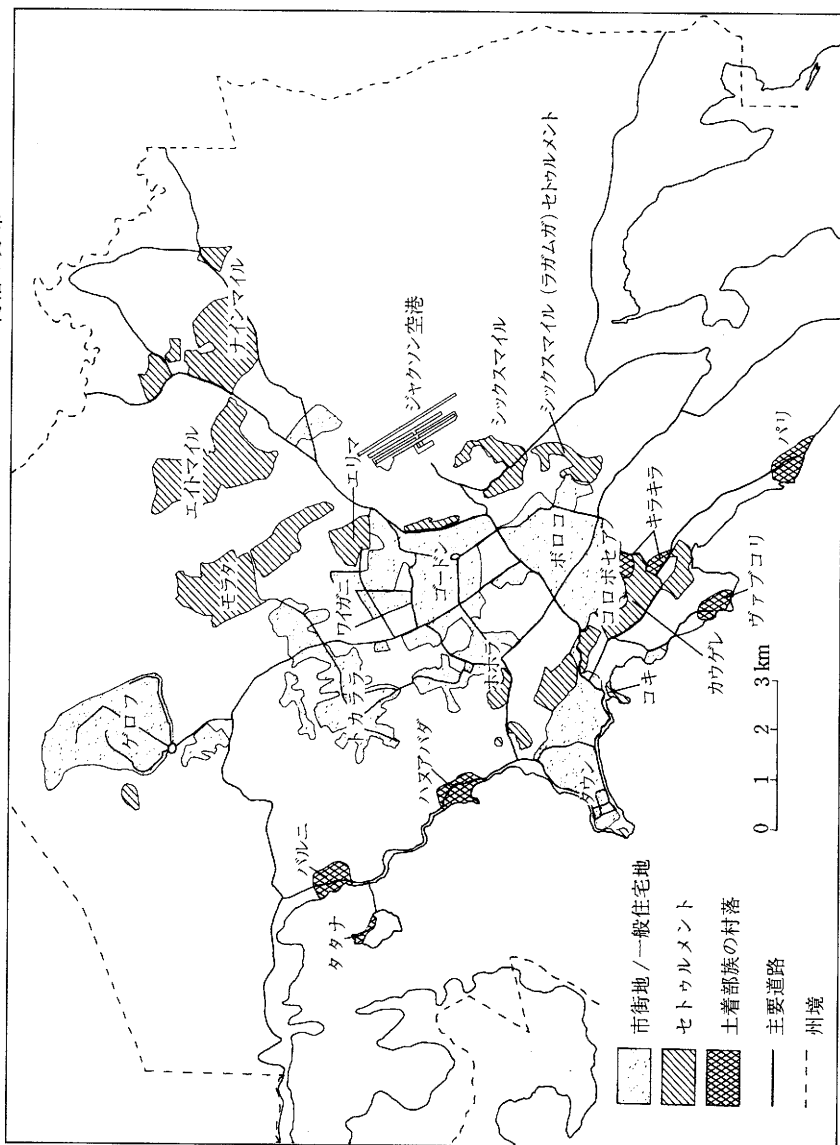 ナインマイル
エイトマイル
ジャクソン空港
シックスマイル
シックスマイル(ラガムガ)セトゥルメント
エリマ
モラタ
ワイガニ
ゴードン
ボロコ
コロボセア
キラキラ
パリ
ヴァブコリ
カウゲレ
コキ
ホホラ
トカララ
ゲロフ
ハヌアバダ
タウン
バルニ
タタナ
0 1 2 3km
市街地/一般住宅地
セトゥルメント
土着部族の村落
主要道路
州境